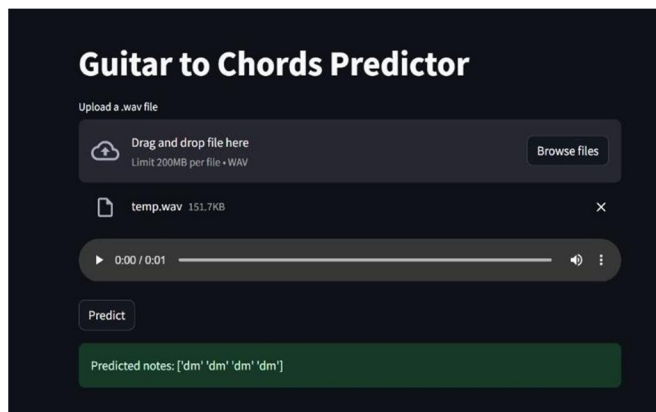 Guitar to Chords Predictor
Upload a .wav file
Drag and drop file here
Limit 200MB per file • WAV
Browse files
temp.wav 151.7KB
0:00 / 0:01
Predict
Predicted notes: ['dm' 'dm' 'dm' 'dm']